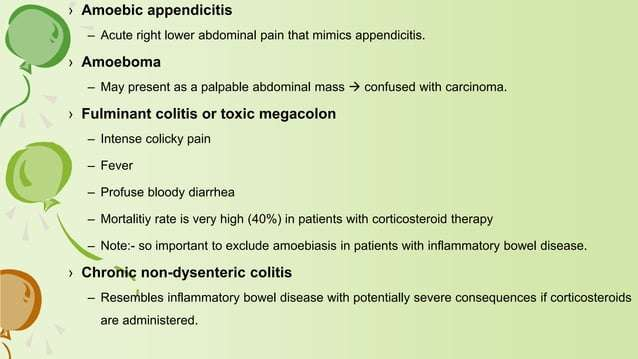 › Amoebic appendicitis
– Acute right lower abdominal pain that mimics appendicitis.
› Amoeboma
– May present as a palpable abdominal mass → confused with carcinoma.
› Fulminant colitis or toxic megacolon
– Intense colicky pain
– Fever
– Profuse bloody diarrhea
– Mortalitiy rate is very high (40%) in patients with corticosteroid therapy
– Note:- so important to exclude amoebiasis in patients with inflammatory bowel disease.
› Chronic non-dysenteric colitis
– Resembles inflammatory bowel disease with potentially severe consequences if corticosteroids
are administered.